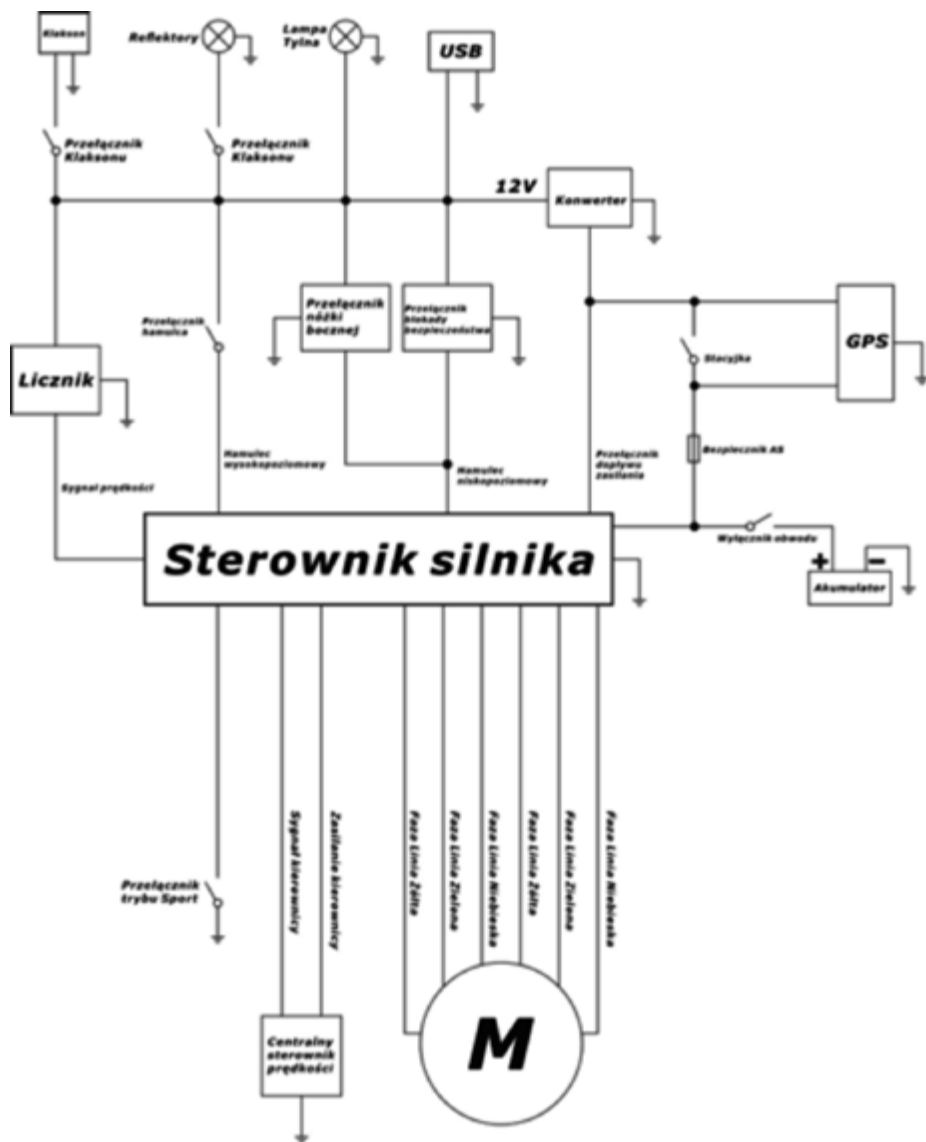 Klakson
Reflektory
Lampa
Tylna
USB
Przełącznik
Klaksonu
Przełącznik
Klaksonu
12V
Konwerter
Przełącznik
nóżki
bocznej
Przełącznik
blokady
bezpieczeństwa
Przełącznik
hamulca
GPS
Stacyjka
Licznik
Hamulec
wysokopoziomowy
Hamulec
niskopoziomowy
Przełącznik
dopływu
zasilania
Bezpiecznik A5
Sygnał prędkości
Wyłącznik obwodu
Sterownik silnika
+ −
Akumulator
Sygnał kierownicy
Zasilanie kierownicy
Faza Linia Żółta
Faza Linia Zielona
Faza Linia Niebieska
Faza Linia Żółta
Faza Linia Zielona
Faza Linia Niebieska
Przełącznik
trybu Sport
Centralny
sterownik
prędkości
M